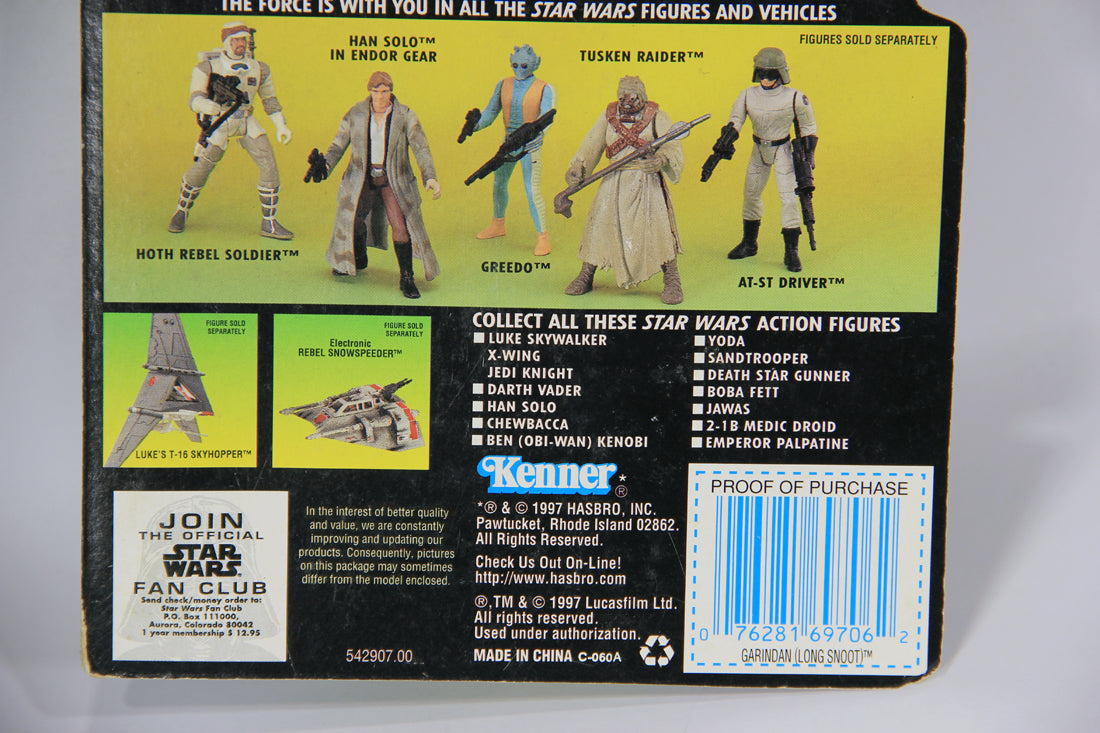 THE FORCE IS WITH YOU IN ALL THE STAR WARS FIGURES AND VEHICLES
FIGURES SOLD SEPARATELY
HAN SOLO™
IN ENDOR GEAR
TUSKEN RAIDER™
HOTH REBEL SOLDIER™
GREEDO™
AT-ST DRIVER™
FIGURE SOLD
SEPARATELY
LUKE'S T-16 SKYHOPPER™
FIGURE SOLD
SEPARATELY
Electronic
REBEL SNOWSPEEDER™
COLLECT ALL THESE STAR WARS ACTION FIGURES
LUKE SKYWALKER
X-WING
JEDI KNIGHT
DARTH VADER
HAN SOLO
CHEWBACCA
BEN (OBI-WAN) KENOBI
YODA
SANDTROOPER
DEATH STAR GUNNER
BOBA FETT
JAWAS
2-1B MEDIC DROID
EMPEROR PALPATINE
JOIN
THE OFFICIAL
STAR
WARS
FAN CLUB
Send check/money order to:
Star Wars Fan Club
P.O. Box 111000,
Aurora, Colorado 80042
1 year membership $ 12.95
In the interest of better quality
and value, we are constantly
improving and updating our
products. Consequently, pictures
on this package may sometimes
differ from the model enclosed.
542907.00
Kenner*®
*® & © 1997 HASBRO, INC.
Pawtucket, Rhode Island 02862.
All Rights Reserved.
Check Us Out On-Line!
http://www.hasbro.com
®,TM & © 1997 Lucasfilm Ltd.
All rights reserved.
Used under authorization.
MADE IN CHINA C-060A
PROOF OF PURCHASE
0 76281 69706 2
GARINDAN (LONG SNOOT)™